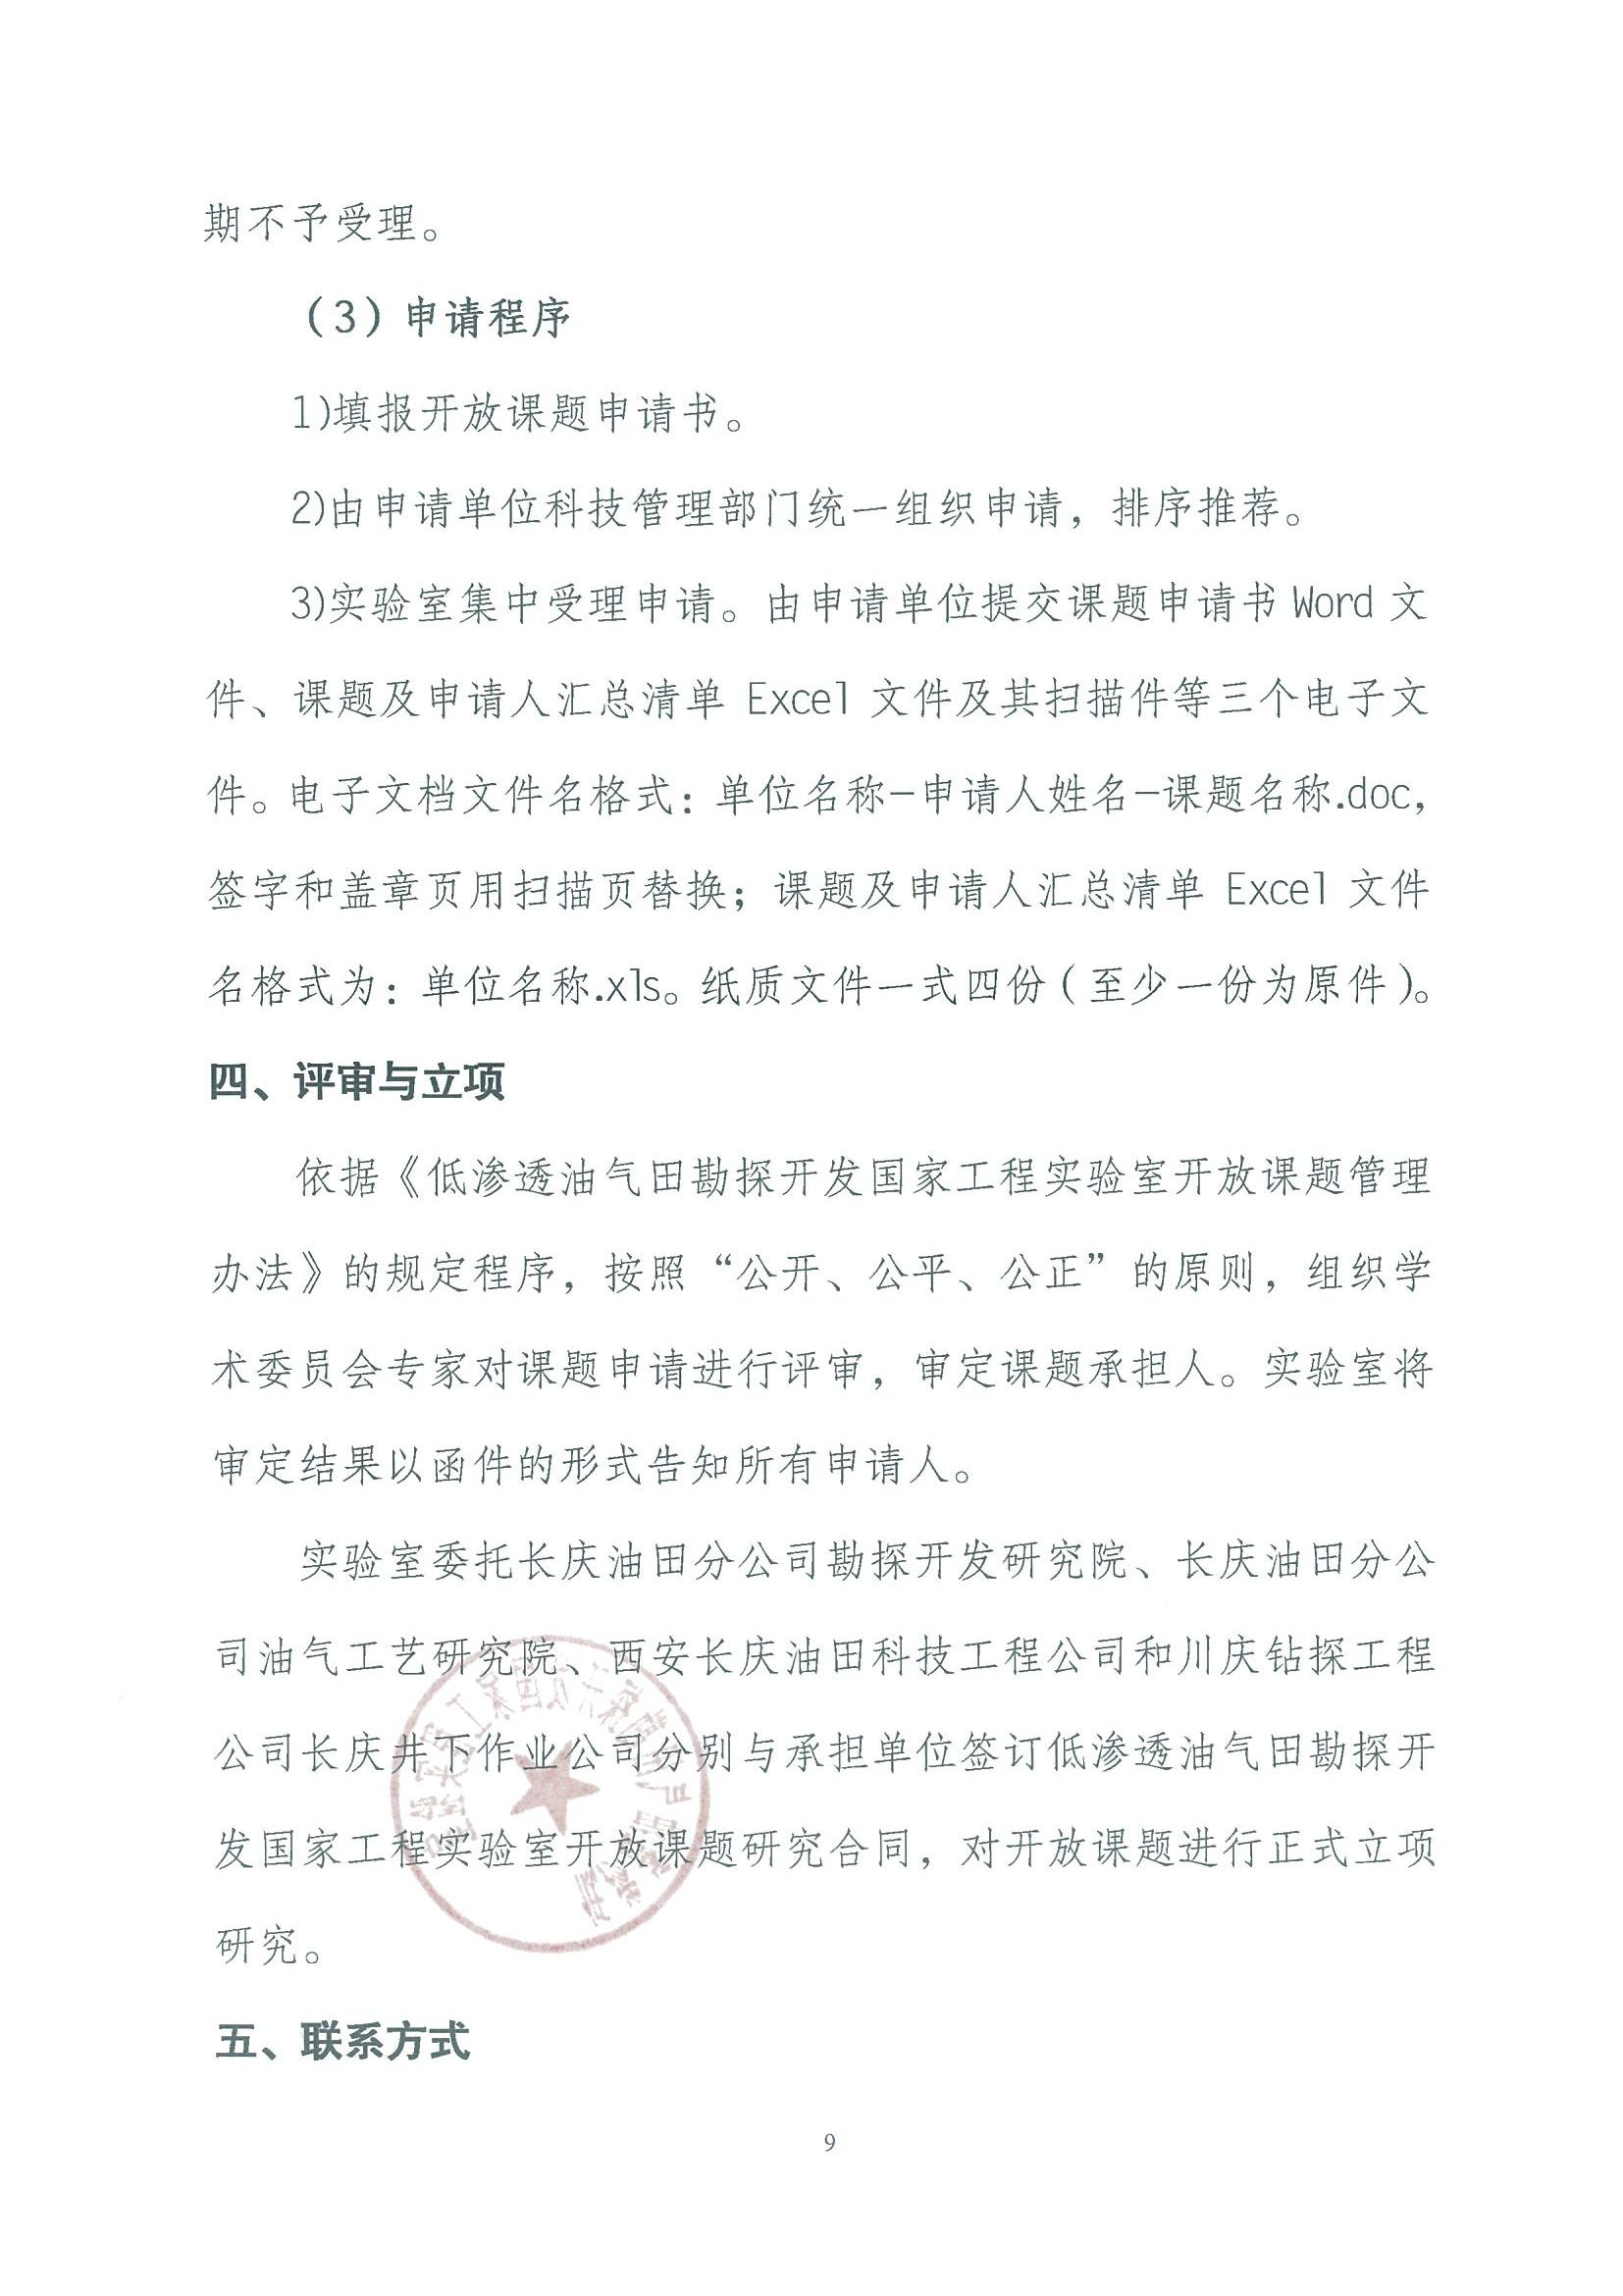 期不予受理。
（3）申请程序
1)填报开放课题申请书。
2)由申请单位科技管理部门统一组织申请，排序推荐。
3)实验室集中受理申请。由申请单位提交课题申请书 Word 文
件、课题及申请人汇总清单 Excel 文件及其扫描件等三个电子文
件。电子文档文件名格式：单位名称-申请人姓名-课题名称.doc，
签字和盖章页用扫描页替换；课题及申请人汇总清单 Excel 文件
名格式为：单位名称.xls。纸质文件一式四份（至少一份为原件）。
四、评审与立项
依据《低渗透油气田勘探开发国家工程实验室开放课题管理
办法》的规定程序，按照“公开、公平、公正”的原则，组织学
术委员会专家对课题申请进行评审，审定课题承担人。实验室将
审定结果以函件的形式告知所有申请人。
实验室委托长庆油田分公司勘探开发研究院、长庆油田分公
司油气工艺研究院、西安长庆油田科技工程公司和川庆钻探工程
公司长庆井下作业公司分别与承担单位签订低渗透油气田勘探开
发国家工程实验室开放课题研究合同，对开放课题进行正式立项
研究。
五、联系方式
9